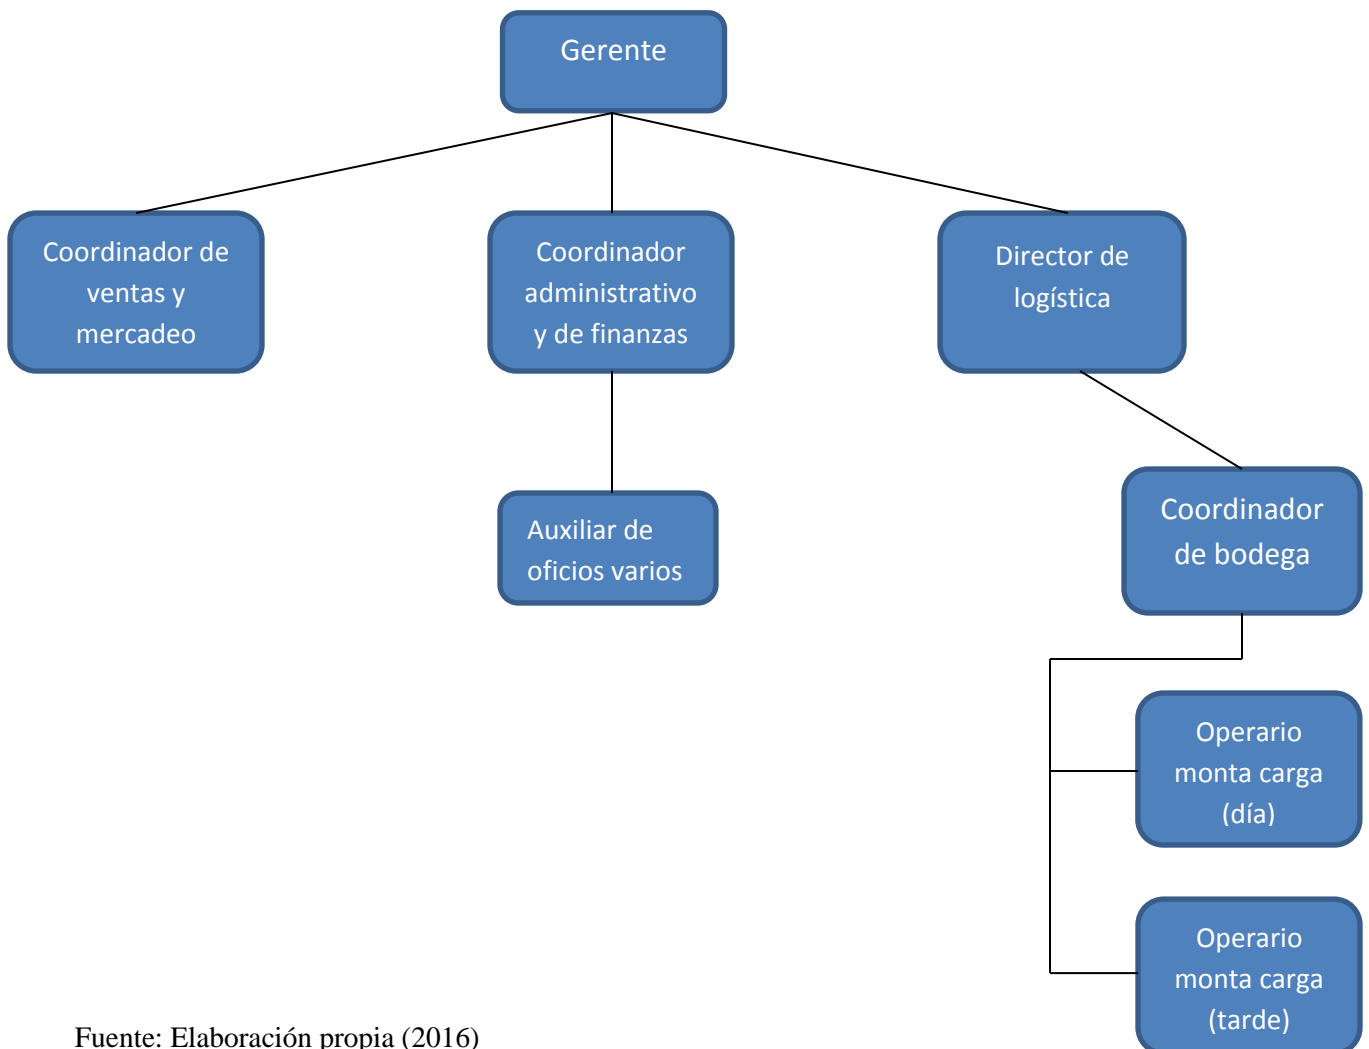 Gerente
Coordinador de
ventas y
mercadeo
Coordinador
administrativo
y de finanzas
Director de
logística
Auxiliar de
oficios varios
Coordinador
de bodega
Operario
monta carga
(día)
Operario
monta carga
(tarde)
Fuente: Elaboración propia (2016)